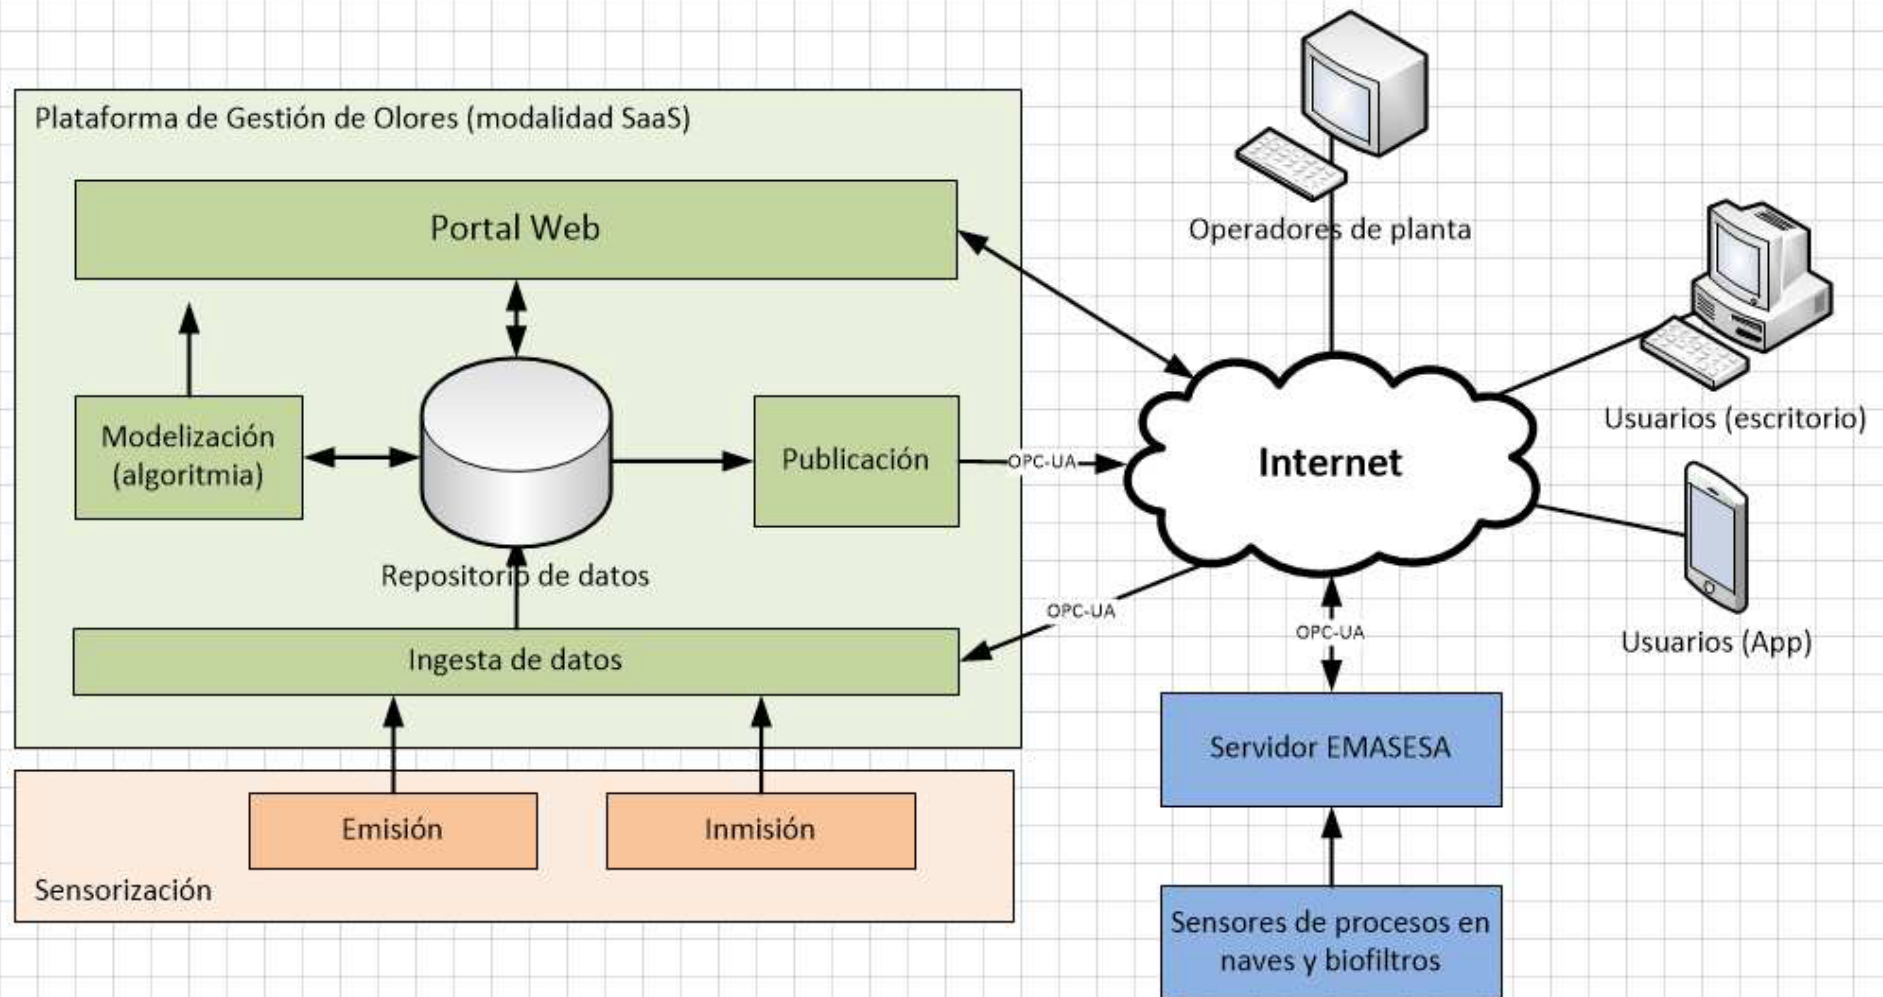 Plataforma de Gestión de Olores (modalidad SaaS)
Portal Web
Operadores de planta
Usuarios (escritorio)
Modelización
(algoritmia)
Publicación
OPC-UA
Internet
Repositorio de datos
OPC-UA
OPC-UA
Usuarios (App)
Ingesta de datos
Servidor EMASESA
Emisión
Inmisión
Sensorización
Sensores de procesos en
naves y biofiltros